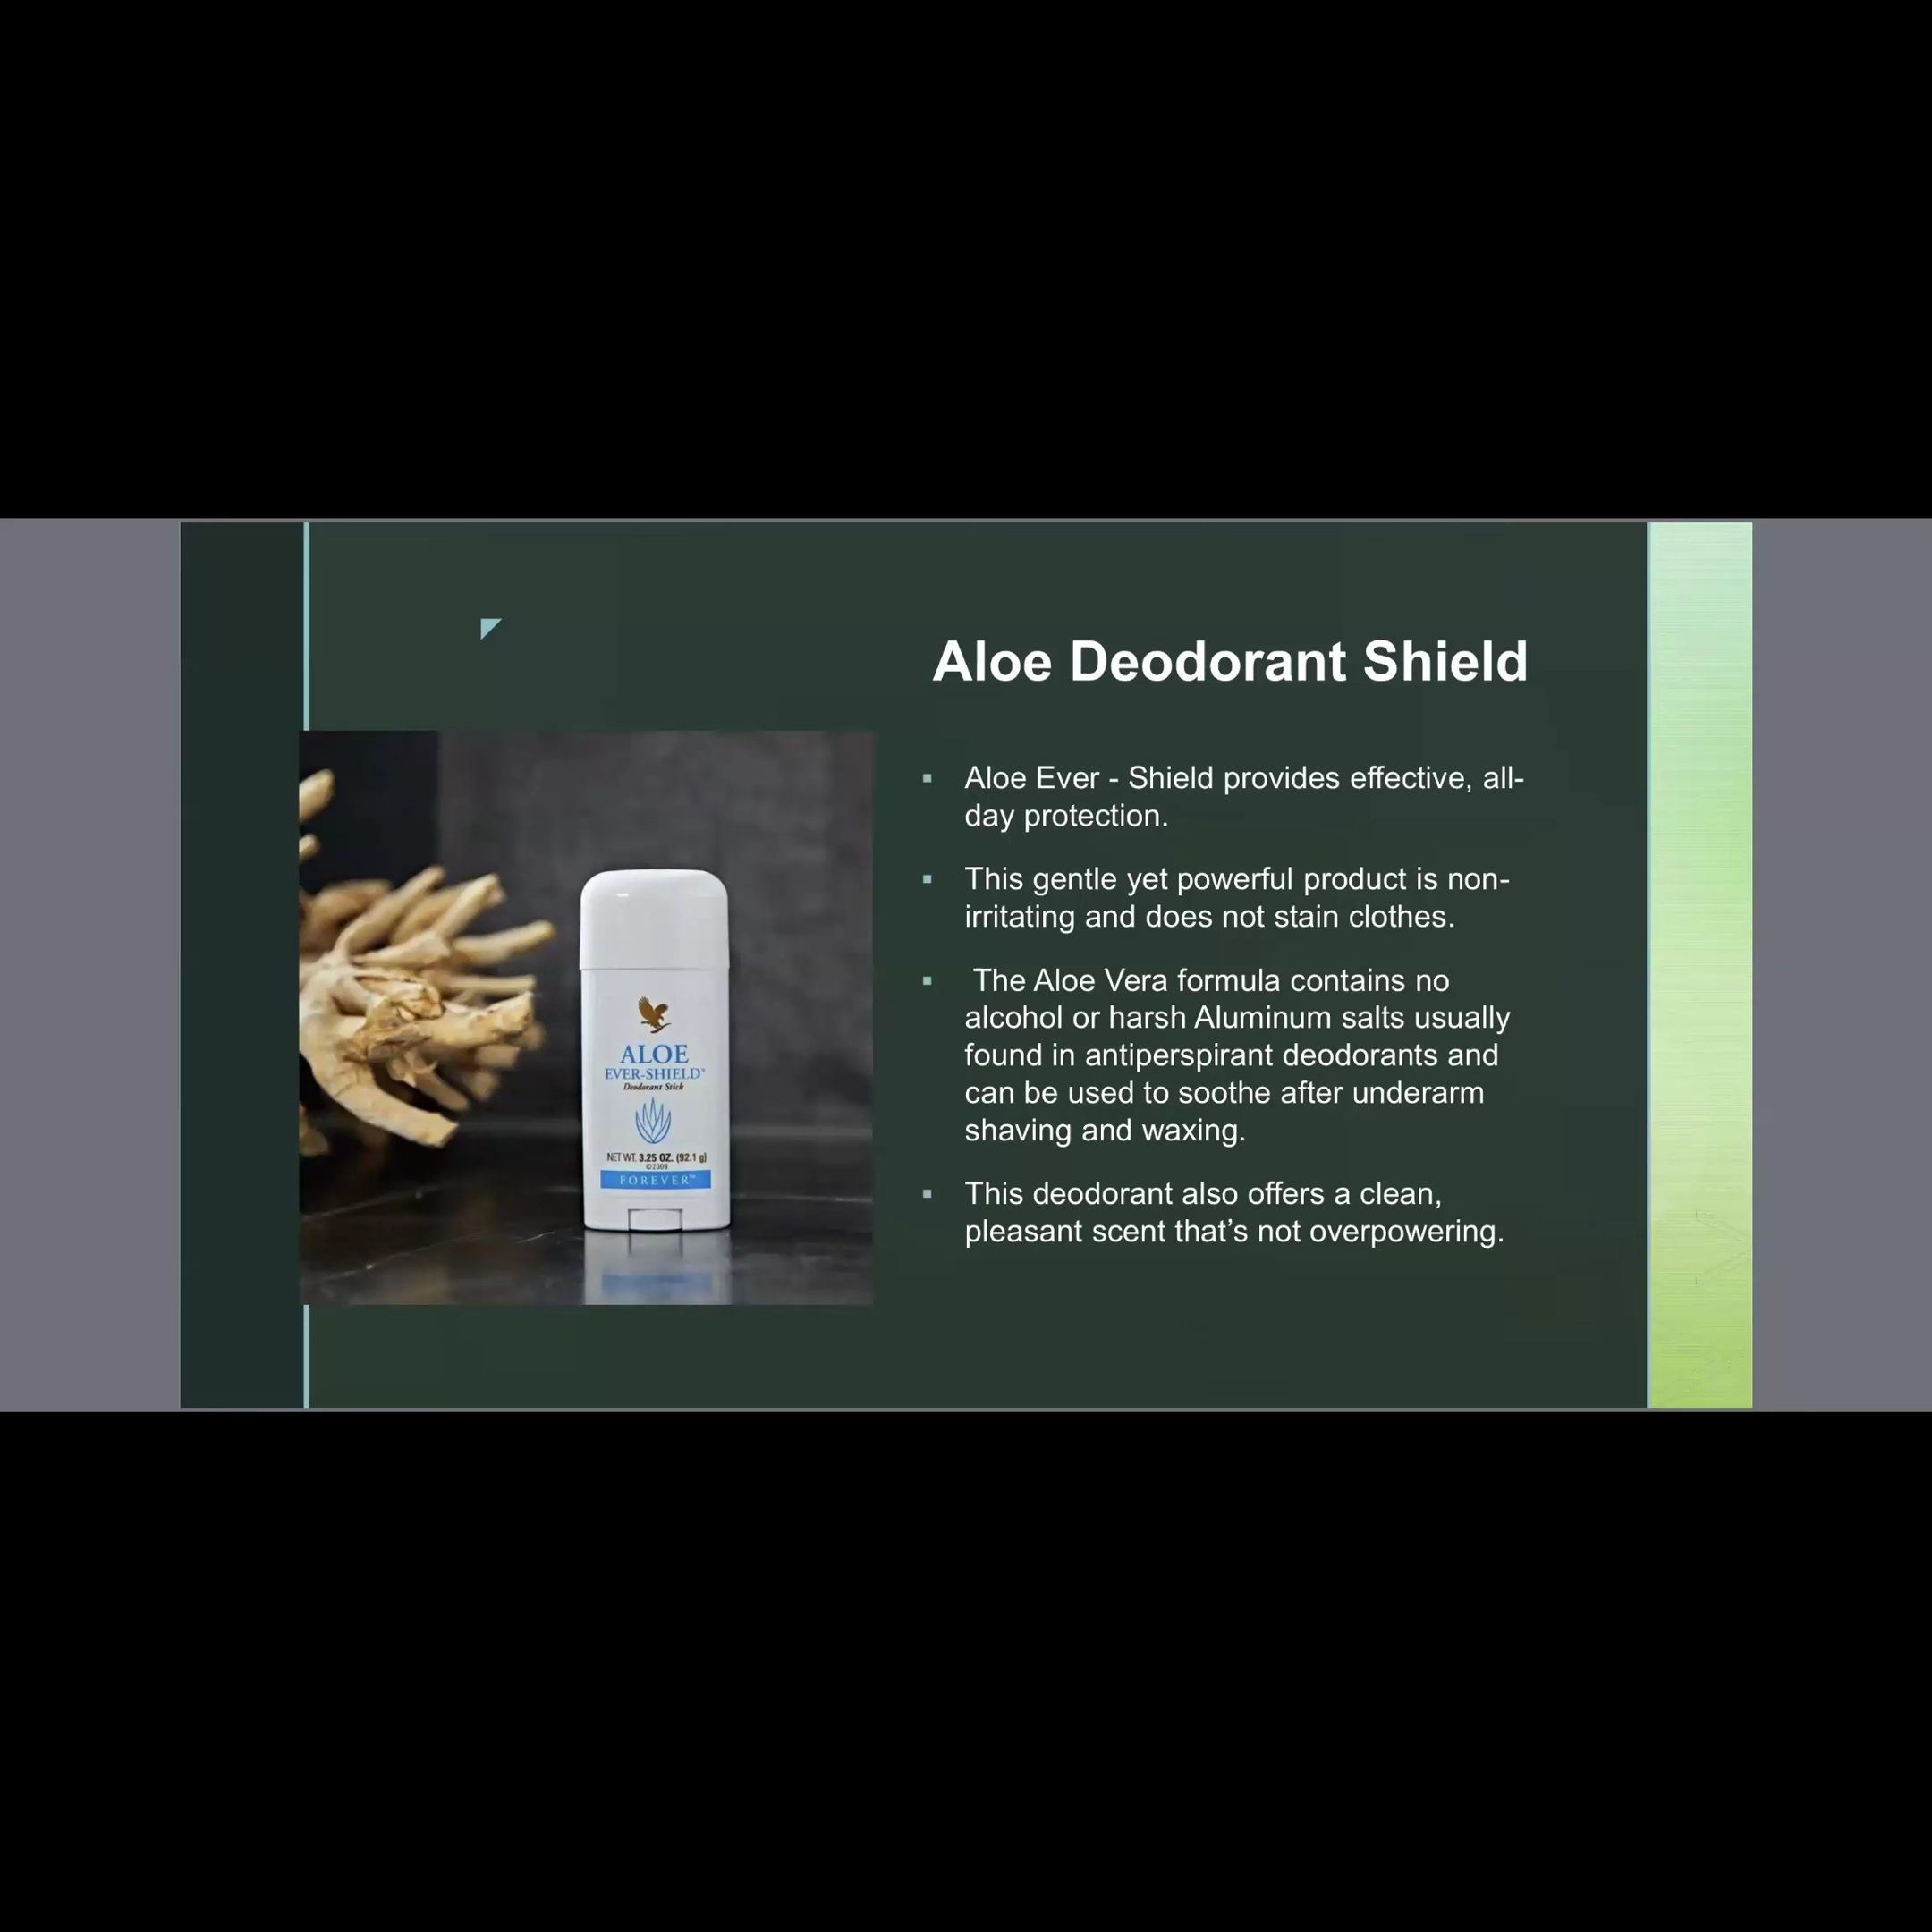 Aloe Deodorant Shield
ALOE
EVER-SHIELD®
Deodorant Stick
NET WT. 3.25 OZ. (92.1 g)
©2009
FOREVER™
▪ Aloe Ever - Shield provides effective, all-
day protection.
▪ This gentle yet powerful product is non-
irritating and does not stain clothes.
▪ The Aloe Vera formula contains no
alcohol or harsh Aluminum salts usually
found in antiperspirant deodorants and
can be used to soothe after underarm
shaving and waxing.
▪ This deodorant also offers a clean,
pleasant scent that’s not overpowering.